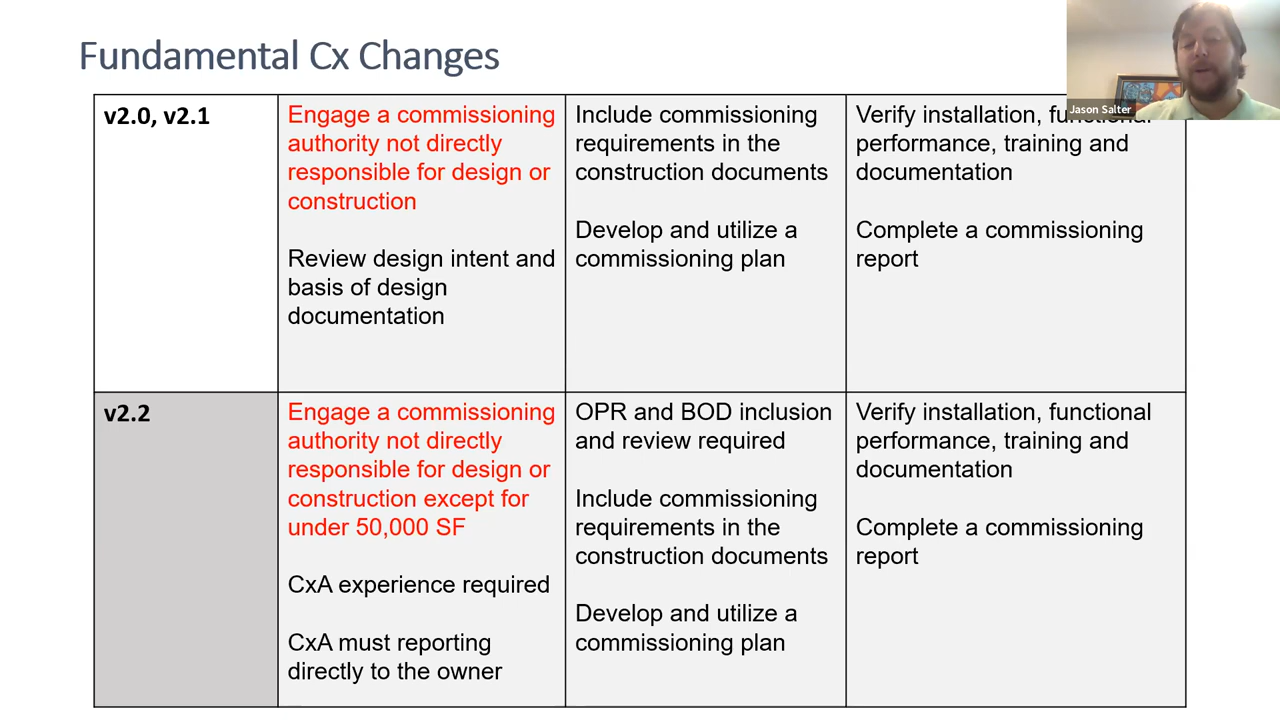 Fundamental Cx Changes
Jason Salter
v2.0, v2.1
Engage a commissioning
authority not directly
responsible for design or
construction
Review design intent and
basis of design
documentation
Include commissioning
requirements in the
construction documents
Develop and utilize a
commissioning plan
Verify installation, functional
performance, training and
documentation
Complete a commissioning
report
v2.2
Engage a commissioning
authority not directly
responsible for design or
construction except for
under 50,000 SF
CxA experience required
CxA must reporting
directly to the owner
OPR and BOD inclusion
and review required
Include commissioning
requirements in the
construction documents
Develop and utilize a
commissioning plan
Verify installation, functional
performance, training and
documentation
Complete a commissioning
report